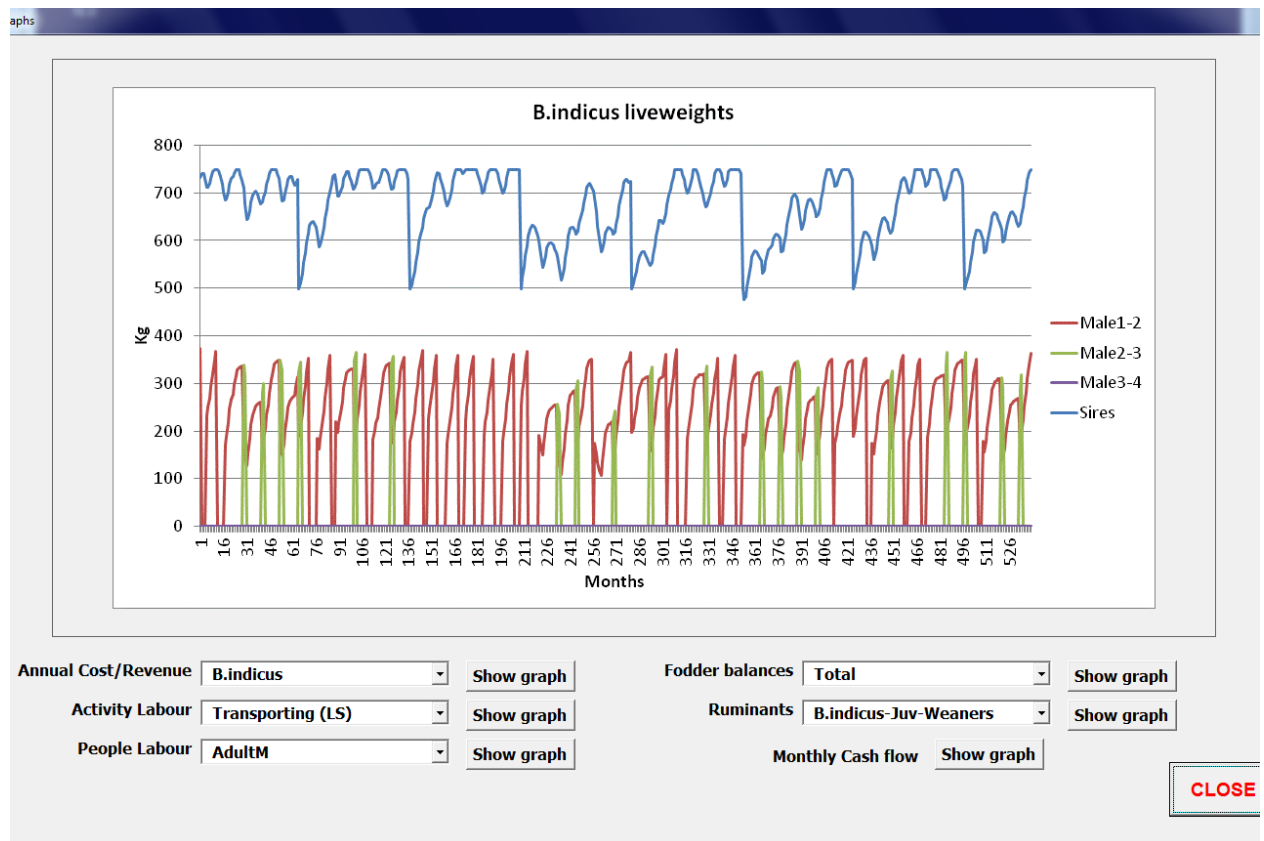 aphs
B.indicus liveweights
800
700
600
500
400
300
200
100
0
Kg
1 16 31 46 61 76 91 106 121 136 151 166 181 196 211 226 241 256 271 286 301 316 331 346 361 376 391 406 421 436 451 466 481 496 511 526
Months
Male1-2
Male2-3
Male3-4
Sires
Annual Cost/Revenue B.indicus Show graph Fodder balances Total Show graph
Activity Labour Transporting (LS) Show graph Ruminants B.indicus-Juv-Weaners Show graph
People Labour AdultM Show graph Monthly Cash flow Show graph
CLOSE